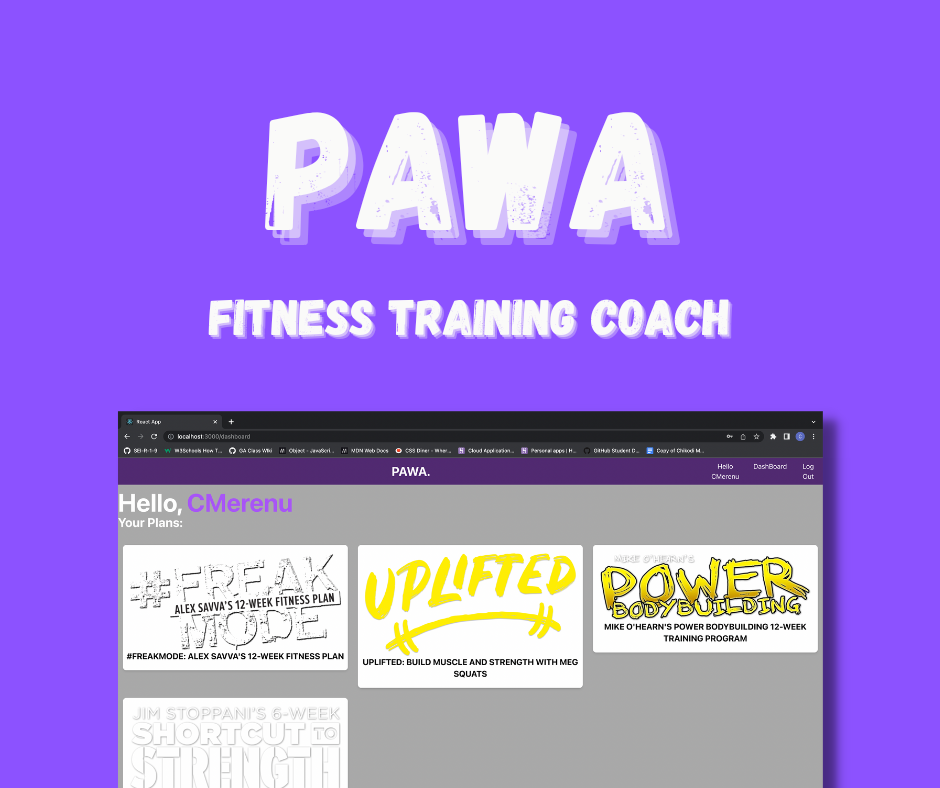 PAWA
FITNESS TRAINING COACH
React App
localhost:3000/dashboard
SEI-R-1-9
W3Schools How T...
GA Class Wiki
Object - JavaScri...
MDN Web Docs
CSS Diner - Wher...
Cloud Application...
Personal apps | H...
GitHub Student D...
Copy of Chikodi M...
PAWA.
Hello
CMerenu
DashBoard
Log
Out
Hello, CMerenu
Your Plans:
#FREAK
ALEX SAVVA'S 12-WEEK FITNESS PLAN
MODE
#FREAKMODE: ALEX SAVVA'S 12-WEEK FITNESS PLAN
UPLIFTED
UPLIFTED: BUILD MUSCLE AND STRENGTH WITH MEG
SQUATS
MIKE O'HEARN'S
POWER
BODYBUILDING
MIKE O'HEARN'S POWER BODYBUILDING 12-WEEK
TRAINING PROGRAM
JIM STOPPANI'S 6-WEEK
SHORTCUT TO
STRENGTH